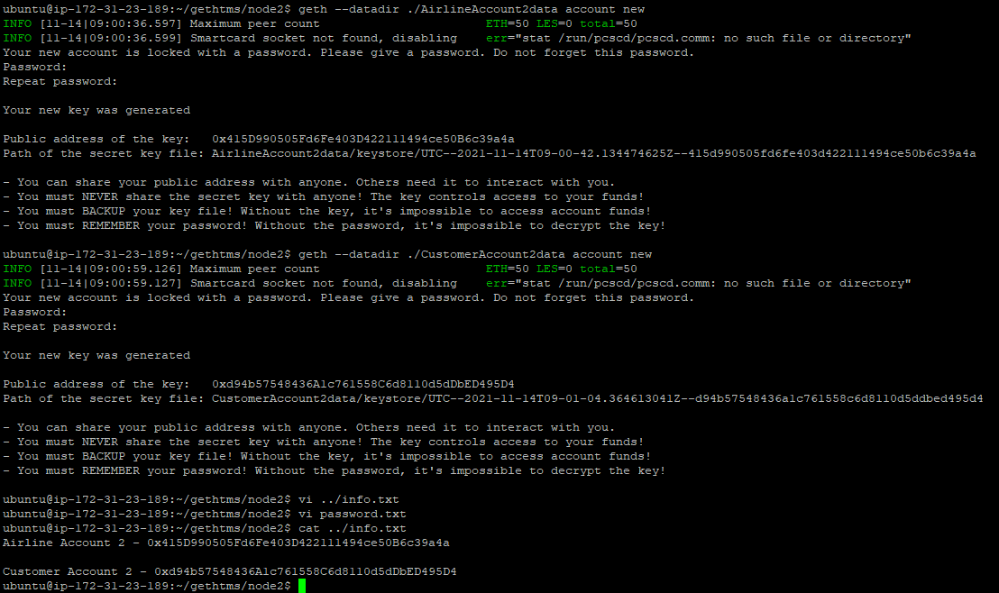 ubuntu@ip-172-31-23-189:~/gethtms/node2$ geth --datadir ./AirlineAccount2data account new
INFO [11-14|09:00:36.597] Maximum peer count                       ETH=50 LES=0 total=50
INFO [11-14|09:00:36.599] Smartcard socket not found, disabling    err="stat /run/pcscd/pcscd.comm: no such file or directory"
Your new account is locked with a password. Please give a password. Do not forget this password.
Password:
Repeat password:

Your new key was generated

Public address of the key:   0x415D990505Fd6Fe403D422111494ce50B6c39a4a
Path of the secret key file: AirlineAccount2data/keystore/UTC--2021-11-14T09-00-42.134474625Z--415d990505fd6fe403d422111494ce50b6c39a4a

- You can share your public address with anyone. Others need it to interact with you.
- You must NEVER share the secret key with anyone! The key controls access to your funds!
- You must BACKUP your key file! Without the key, it's impossible to access account funds!
- You must REMEMBER your password! Without the password, it's impossible to decrypt the key!

ubuntu@ip-172-31-23-189:~/gethtms/node2$ geth --datadir ./CustomerAccount2data account new
INFO [11-14|09:00:59.126] Maximum peer count                       ETH=50 LES=0 total=50
INFO [11-14|09:00:59.127] Smartcard socket not found, disabling    err="stat /run/pcscd/pcscd.comm: no such file or directory"
Your new account is locked with a password. Please give a password. Do not forget this password.
Password:
Repeat password:

Your new key was generated

Public address of the key:   0xd94b57548436A1c761558C6d8110d5dDbED495D4
Path of the secret key file: CustomerAccount2data/keystore/UTC--2021-11-14T09-01-04.364613041Z--d94b57548436a1c761558c6d8110d5ddbed495d4

- You can share your public address with anyone. Others need it to interact with you.
- You must NEVER share the secret key with anyone! The key controls access to your funds!
- You must BACKUP your key file! Without the key, it's impossible to access account funds!
- You must REMEMBER your password! Without the password, it's impossible to decrypt the key!

ubuntu@ip-172-31-23-189:~/gethtms/node2$ vi ../info.txt
ubuntu@ip-172-31-23-189:~/gethtms/node2$ vi password.txt
ubuntu@ip-172-31-23-189:~/gethtms/node2$ cat ../info.txt
Airline Account 2 - 0x415D990505Fd6Fe403D422111494ce50B6c39a4a

Customer Account 2 - 0xd94b57548436A1c761558C6d8110d5dDbED495D4
ubuntu@ip-172-31-23-189:~/gethtms/node2$